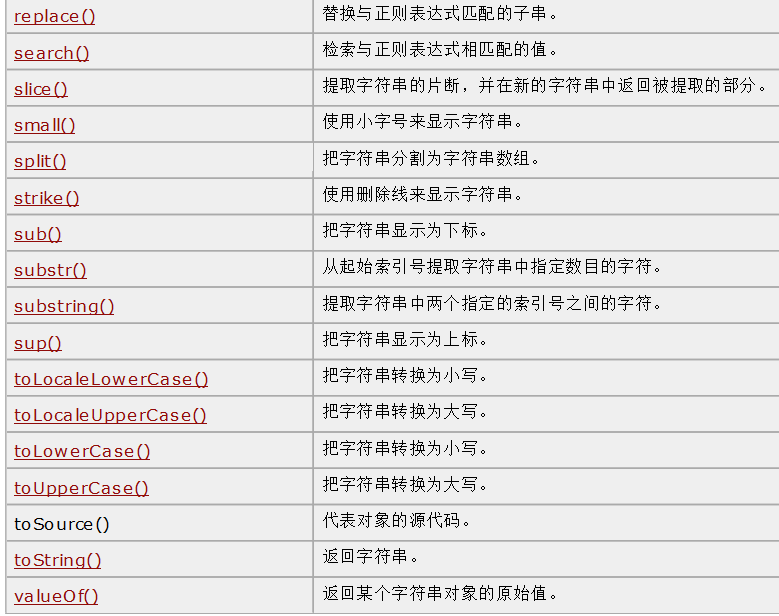 replace() 替换与正则表达式匹配的子串。
search() 检索与正则表达式相匹配的值。
slice() 提取字符串的片断，并在新的字符串中返回被提取的部分。
small() 使用小字号来显示字符串。
split() 把字符串分割为字符串数组。
strike() 使用删除线来显示字符串。
sub() 把字符串显示为下标。
substr() 从起始索引号提取字符串中指定数目的字符。
substring() 提取字符串中两个指定的索引号之间的字符。
sup() 把字符串显示为上标。
toLocaleLowerCase() 把字符串转换为小写。
toLocaleUpperCase() 把字符串转换为大写。
toLowerCase() 把字符串转换为小写。
toUpperCase() 把字符串转换为大写。
toSource() 代表对象的源代码。
toString() 返回字符串。
valueOf() 返回某个字符串对象的原始值。